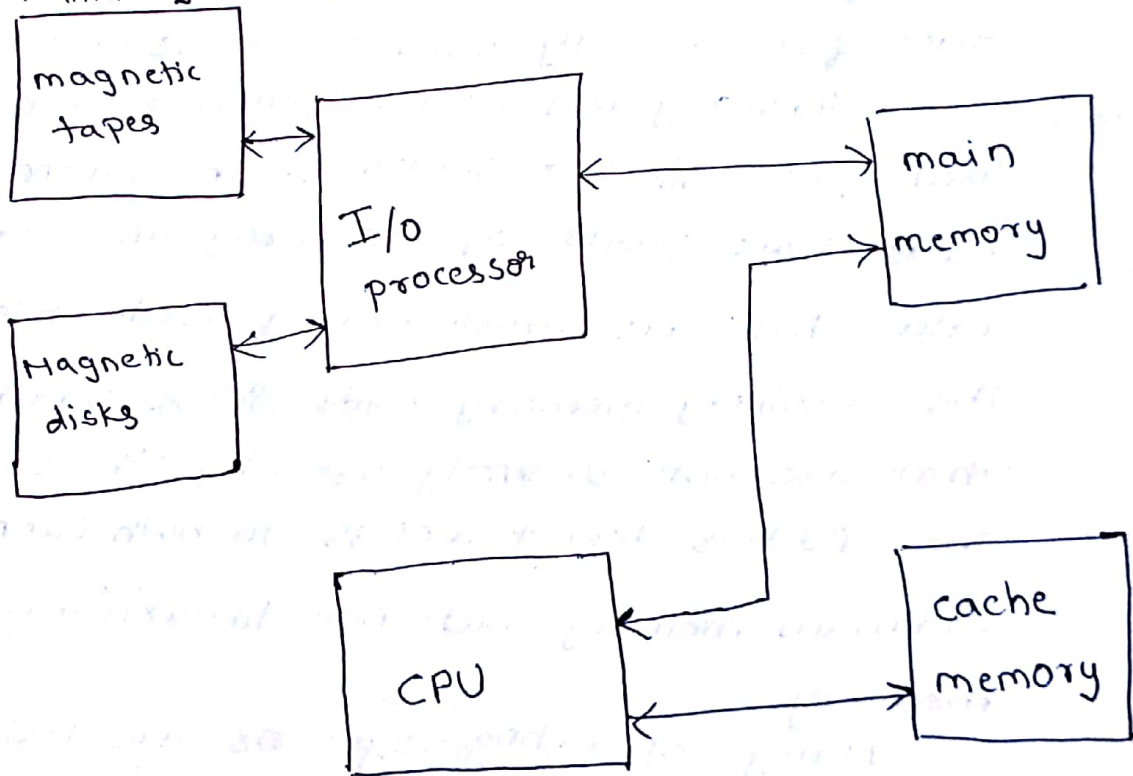 magnetic
tapes
I/O
processor
main
memory
Magnetic
disks
CPU
cache
memory